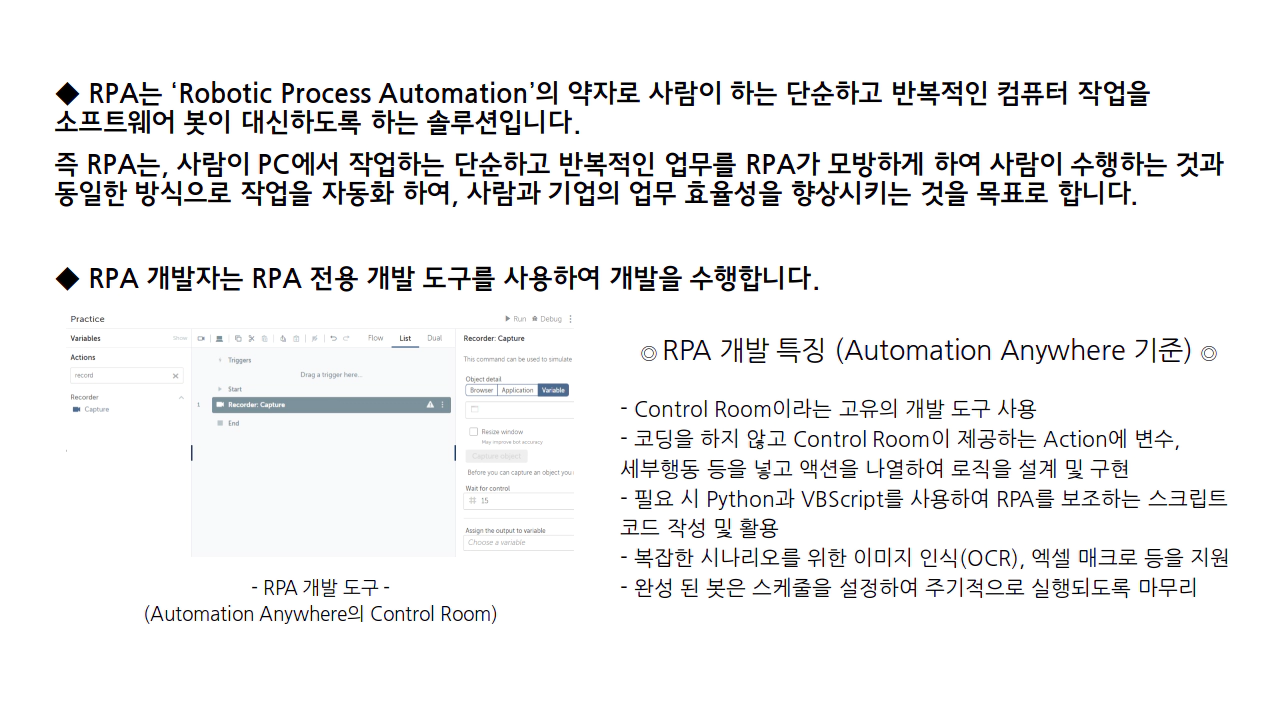 ◆ RPA는 ‘Robotic Process Automation’의 약자로 사람이 하는 단순하고 반복적인 컴퓨터 작업을
소프트웨어 봇이 대신하도록 하는 솔루션입니다.
즉 RPA는, 사람이 PC에서 작업하는 단순하고 반복적인 업무를 RPA가 모방하게 하여 사람이 수행하는 것과
동일한 방식으로 작업을 자동화 하여, 사람과 기업의 업무 효율성을 향상시키는 것을 목표로 합니다.
◆ RPA 개발자는 RPA 전용 개발 도구를 사용하여 개발을 수행합니다.
Practice
Run Debug
Variables Show
Flow List Dual
Actions
record
Recorder
Capture
Triggers
Drag a trigger here...
Start
1 Recorder: Capture
End
Recorder: Capture
This command can be used to simulate
Object detail
Browser Application Variable
Resize window
May improve bot accuracy
Capture object
Before you can capture an object you
Wait for control
15
Assign the output to variable
Choose a variable
- RPA 개발 도구 -
(Automation Anywhere의 Control Room)
◎ RPA 개발 특징 (Automation Anywhere 기준) ◎
- Control Room이라는 고유의 개발 도구 사용
- 코딩을 하지 않고 Control Room이 제공하는 Action에 변수,
세부행동 등을 넣고 액션을 나열하여 로직을 설계 및 구현
- 필요 시 Python과 VBScript를 사용하여 RPA를 보조하는 스크립트
코드 작성 및 활용
- 복잡한 시나리오를 위한 이미지 인식(OCR), 엑셀 매크로 등을 지원
- 완성 된 봇은 스케줄을 설정하여 주기적으로 실행되도록 마무리